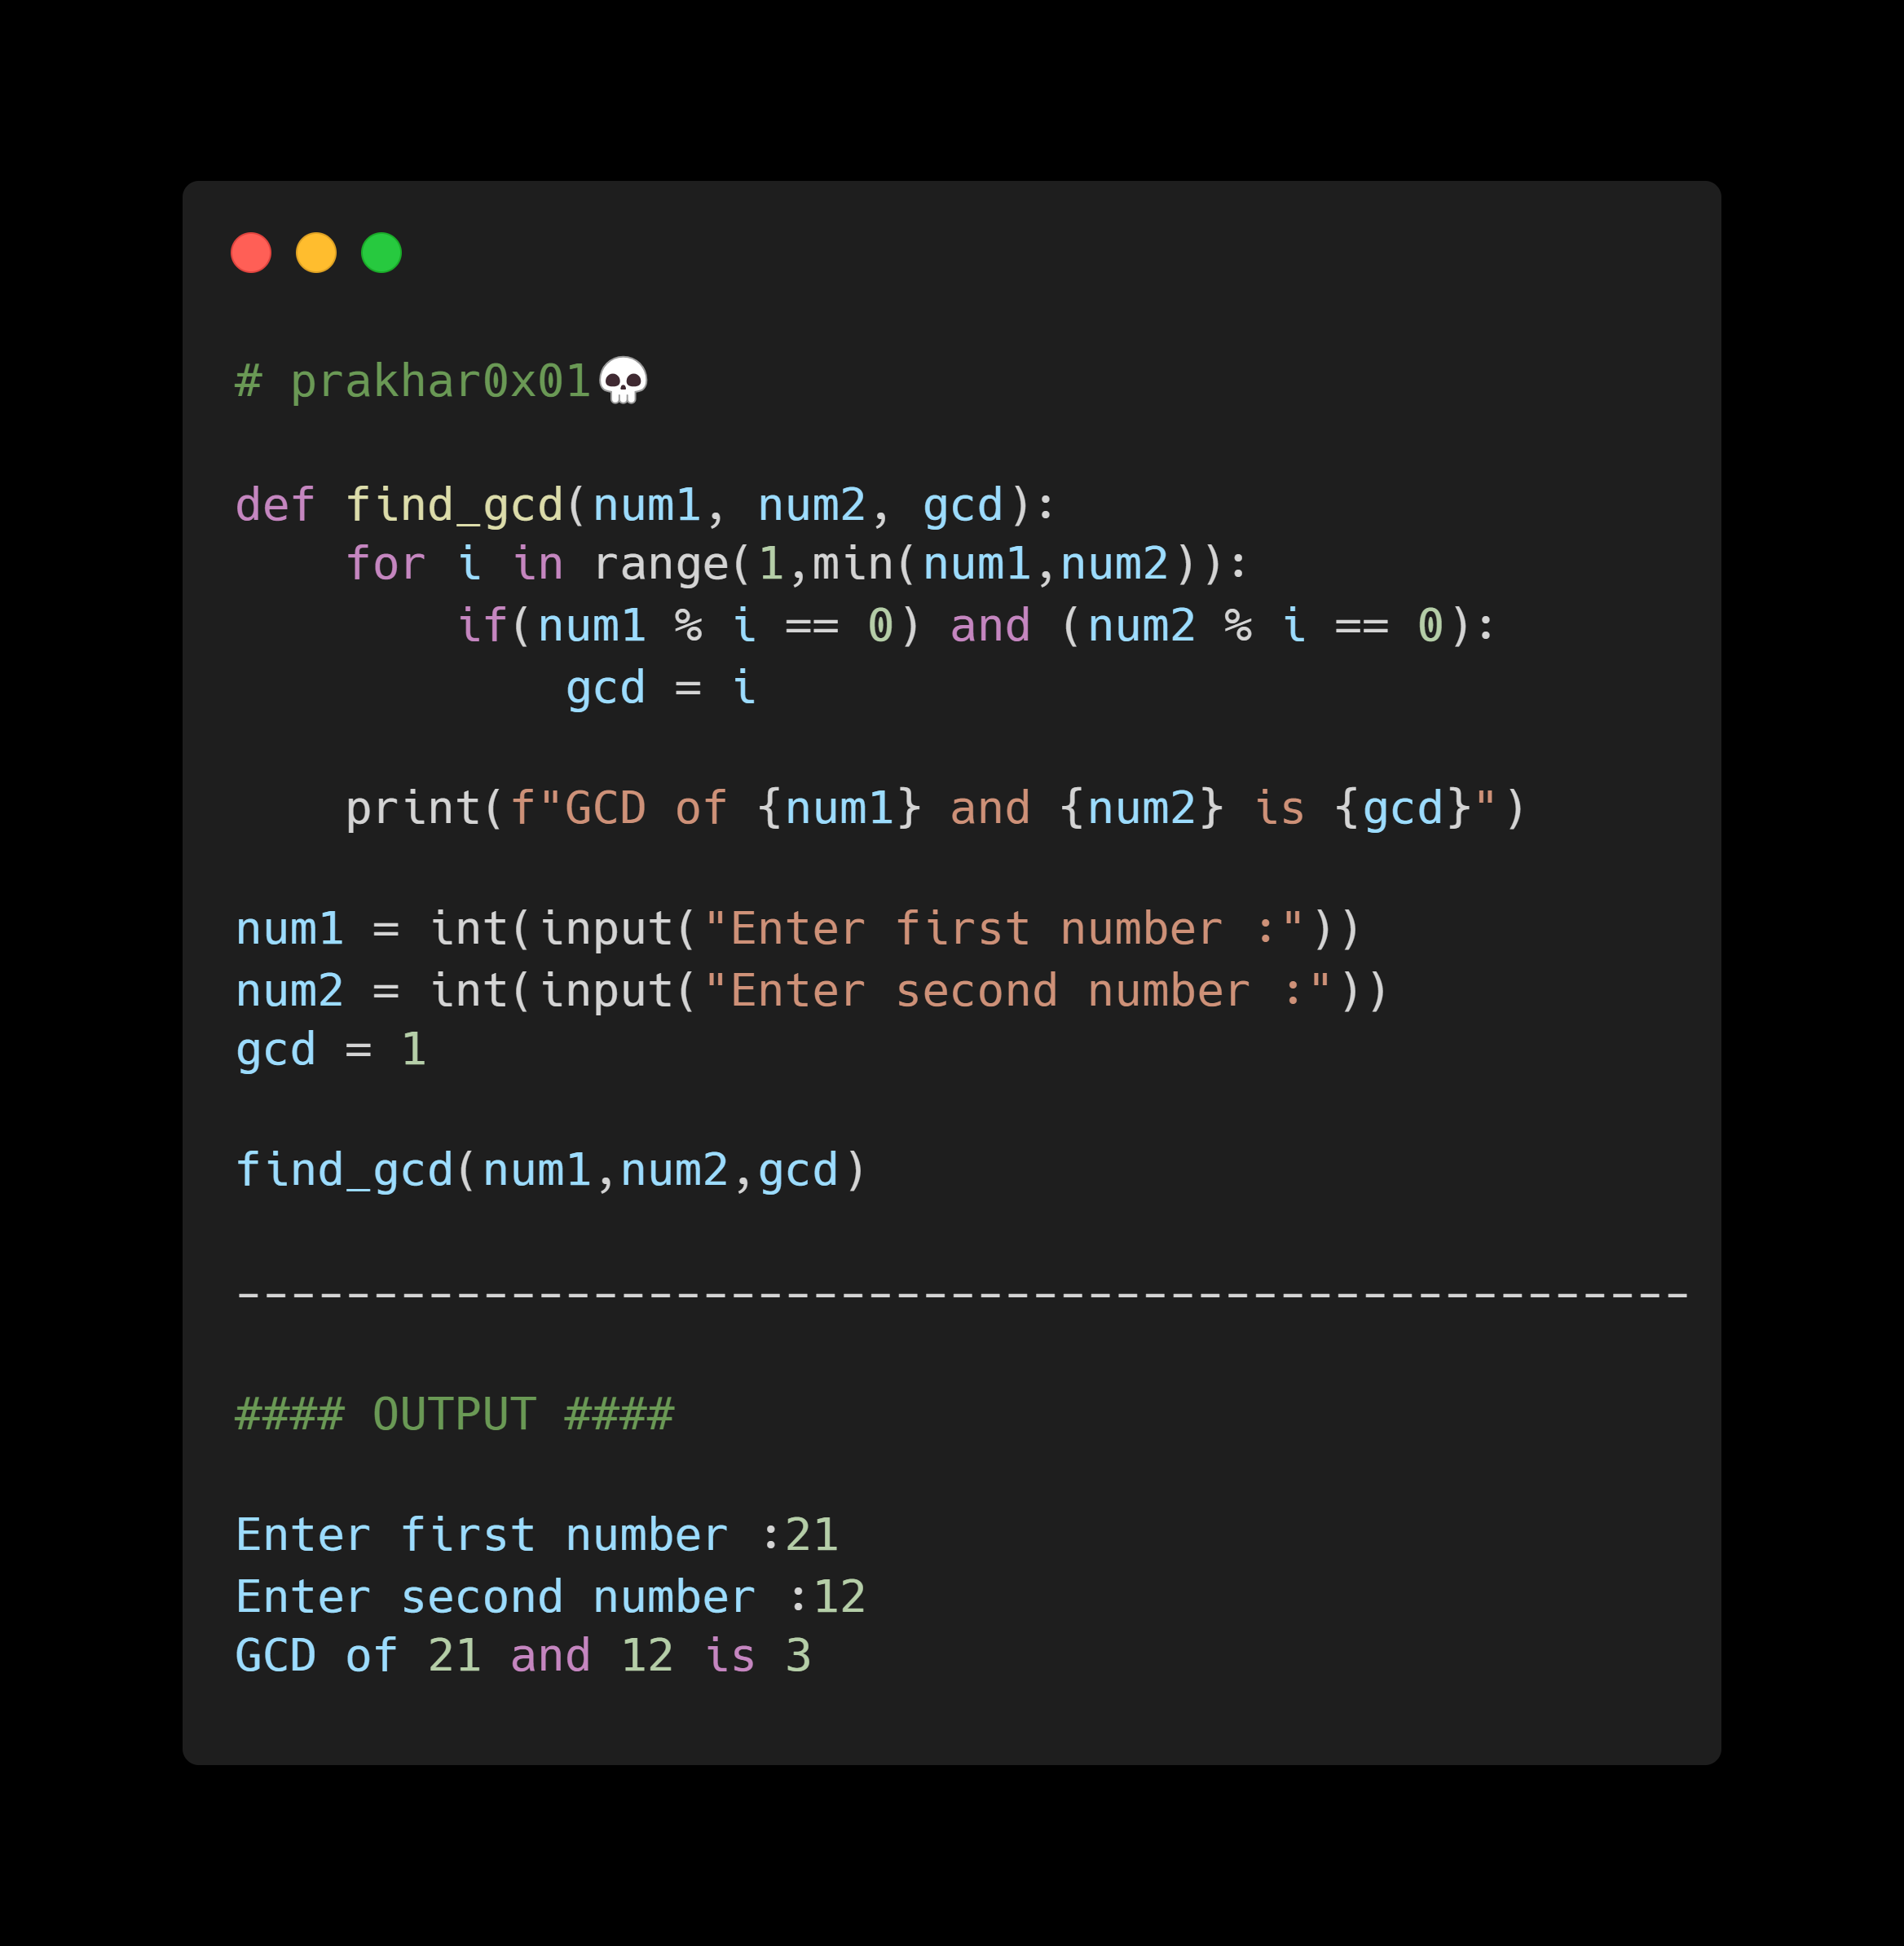 # prakhar0x01💀
def find_gcd(num1, num2, gcd):
    for i in range(1,min(num1,num2)):
        if(num1 % i == 0) and (num2 % i == 0):
            gcd = i
    print(f"GCD of {num1} and {num2} is {gcd}")
num1 = int(input("Enter first number :"))
num2 = int(input("Enter second number :"))
gcd = 1
find_gcd(num1,num2,gcd)
-----------------------------------------------------
#### OUTPUT ####
Enter first number :21
Enter second number :12
GCD of 21 and 12 is 3